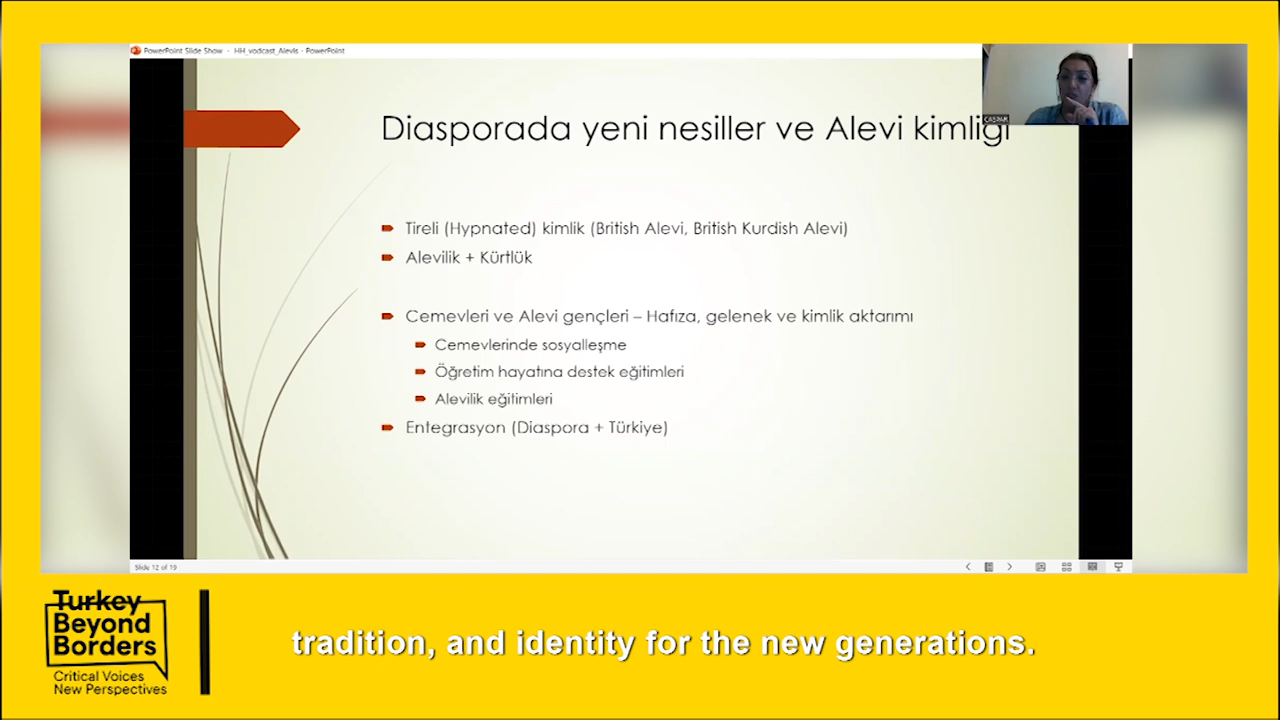 PowerPoint Slide Show - HH_vodcast_Alevis - PowerPoint
CASPAR
Diasporada yeni nesiller ve Alevi kimliği
Tireli (Hypnated) kimlik (British Alevi, British Kurdish Alevi)
Alevilik + Kürtlük
Cemevleri ve Alevi gençleri – Hafıza, gelenek ve kimlik aktarımı
Cemevlerinde sosyalleşme
Öğretim hayatına destek eğitimleri
Alevilik eğitimleri
Entegrasyon (Diaspora + Türkiye)
Slide 12 of 19
Turkey
Beyond
Borders
Critical Voices
New Perspectives
tradition, and identity for the new generations.